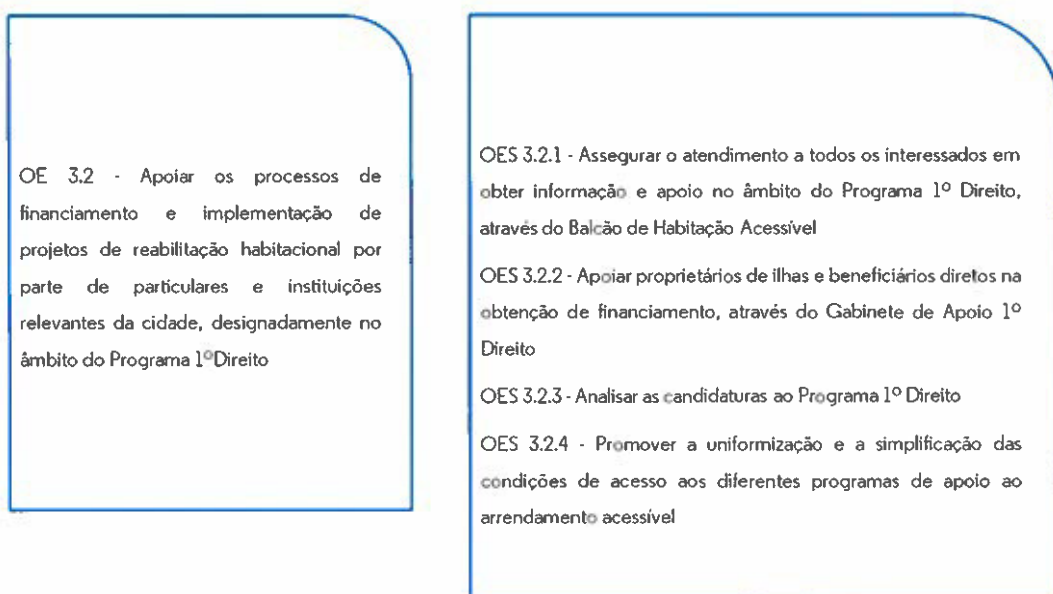 OE 3.2 - Apoiar os processos de
financiamento e implementação de
projetos de reabilitação habitacional por
parte de particulares e instituições
relevantes da cidade, designadamente no
âmbito do Programa 1ºDireito
OES 3.2.1 - Assegurar o atendimento a todos os interessados em
obter informação e apoio no âmbito do Programa 1º Direito,
através do Balcão de Habitação Acessível
OES 3.2.2 - Apoiar proprietários de ilhas e beneficiários diretos na
obtenção de financiamento, através do Gabinete de Apoio 1º
Direito
OES 3.2.3 - Analisar as candidaturas ao Programa 1º Direito
OES 3.2.4 - Promover a uniformização e a simplificação das
condições de acesso aos diferentes programas de apoio ao
arrendamento acessível